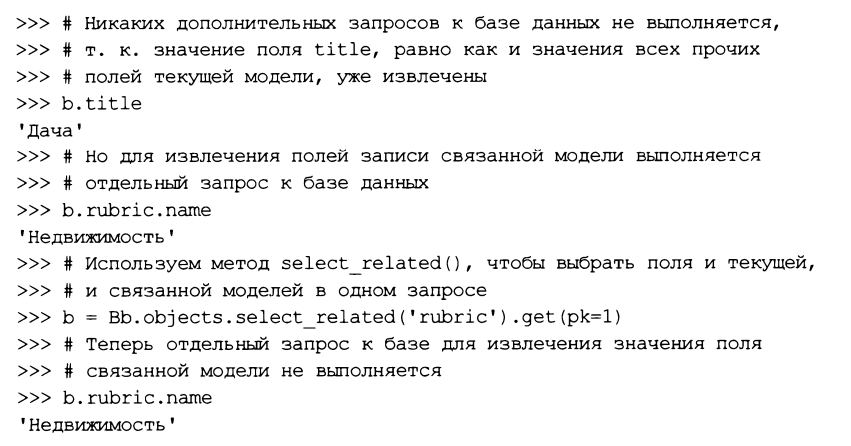 >>> # Никаких дополнительных запросов к базе данных не выполняется,
>>> # т. к. значение поля title, равно как и значения всех прочих
>>> # полей текущей модели, уже извлечены
>>> b.title
'Дача'
>>> # Но для извлечения полей записи связанной модели выполняется
>>> # отдельный запрос к базе данных
>>> b.rubric.name
'Недвижимость'
>>> # Используем метод select_related(), чтобы выбрать поля и текущей,
>>> # и связанной моделей в одном запросе
>>> b = Bb.objects.select_related('rubric').get(pk=1)
>>> # Теперь отдельный запрос к базе для извлечения значения поля
>>> # связанной модели не выполняется
>>> b.rubric.name
'Недвижимость'